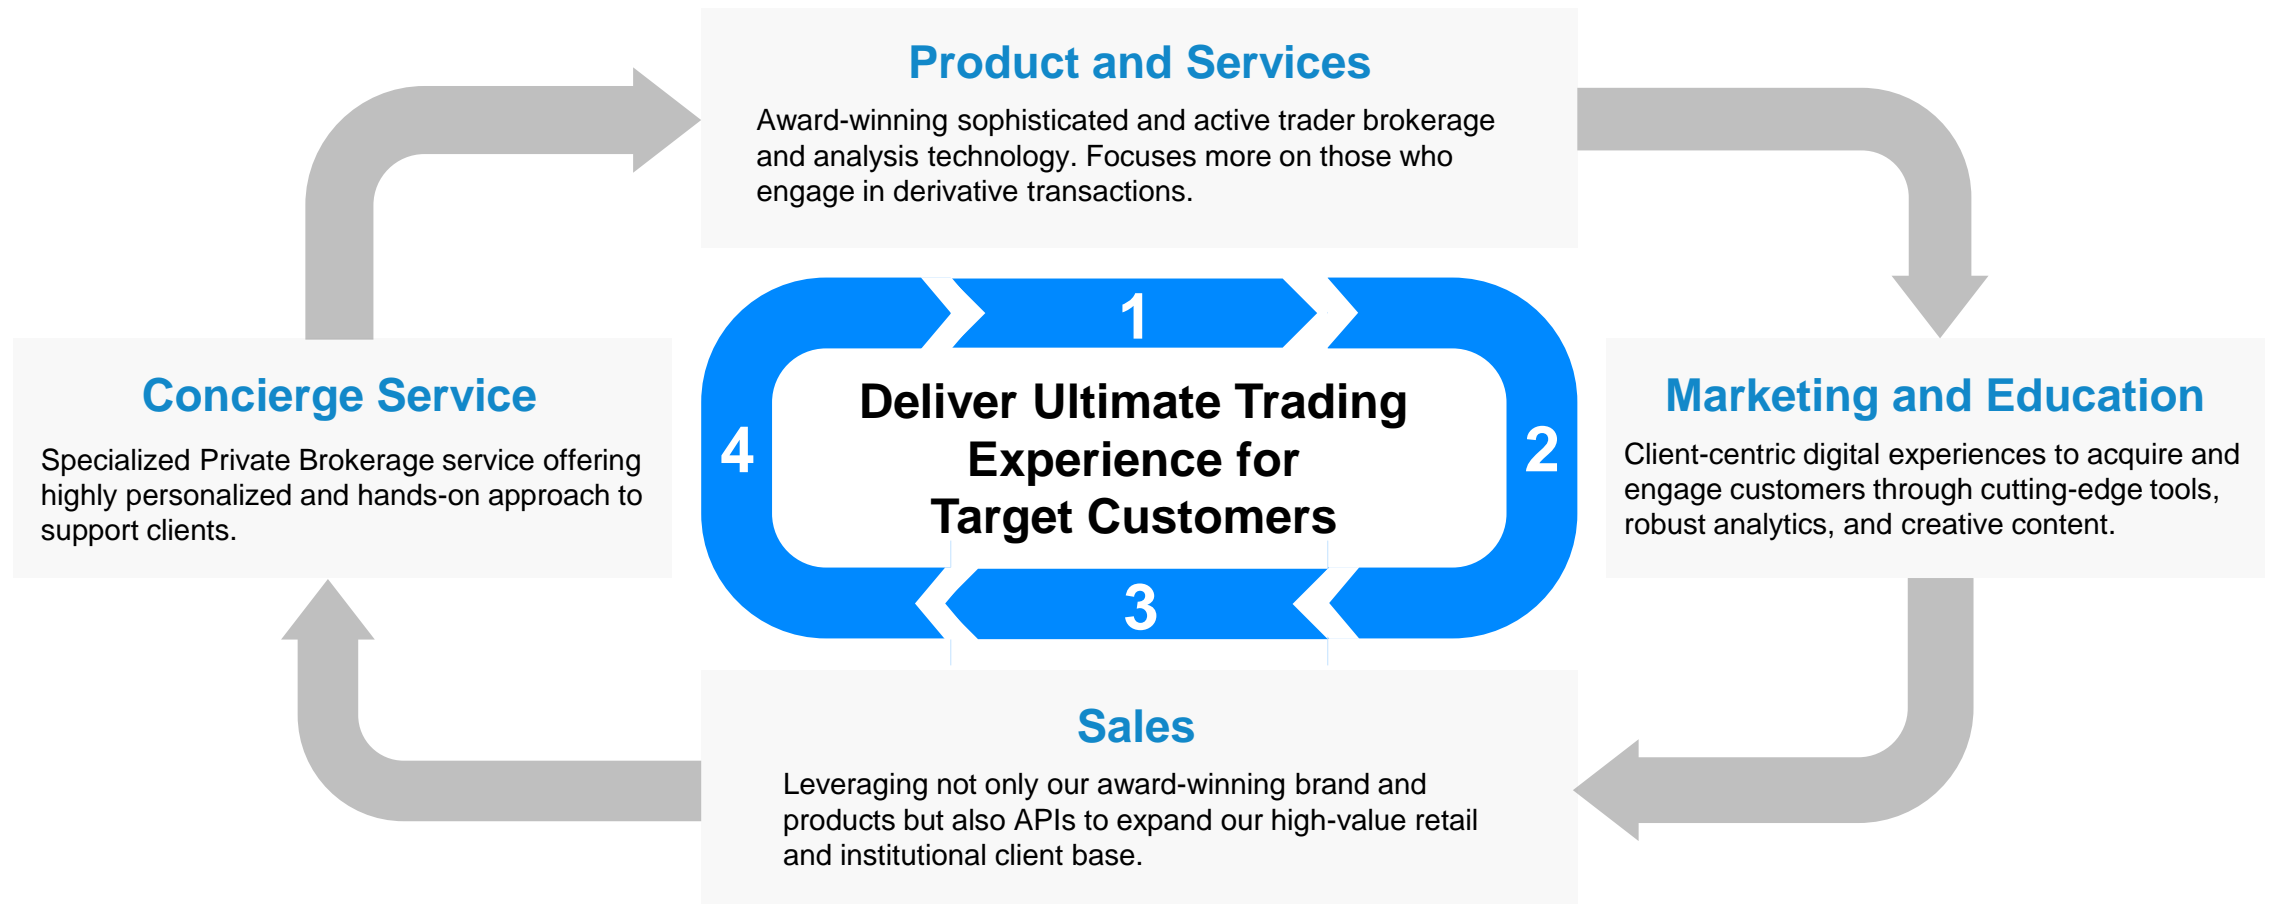 Product and Services
Award-winning sophisticated and active trader brokerage
and analysis technology. Focuses more on those who
engage in derivative transactions.
1
Deliver Ultimate Trading
Experience for
Target Customers
2
Marketing and Education
Client-centric digital experiences to acquire and
engage customers through cutting-edge tools,
robust analytics, and creative content.
3
Sales
Leveraging not only our award-winning brand and
products but also APIs to expand our high-value retail
and institutional client base.
4
Concierge Service
Specialized Private Brokerage service offering
highly personalized and hands-on approach to
support clients.